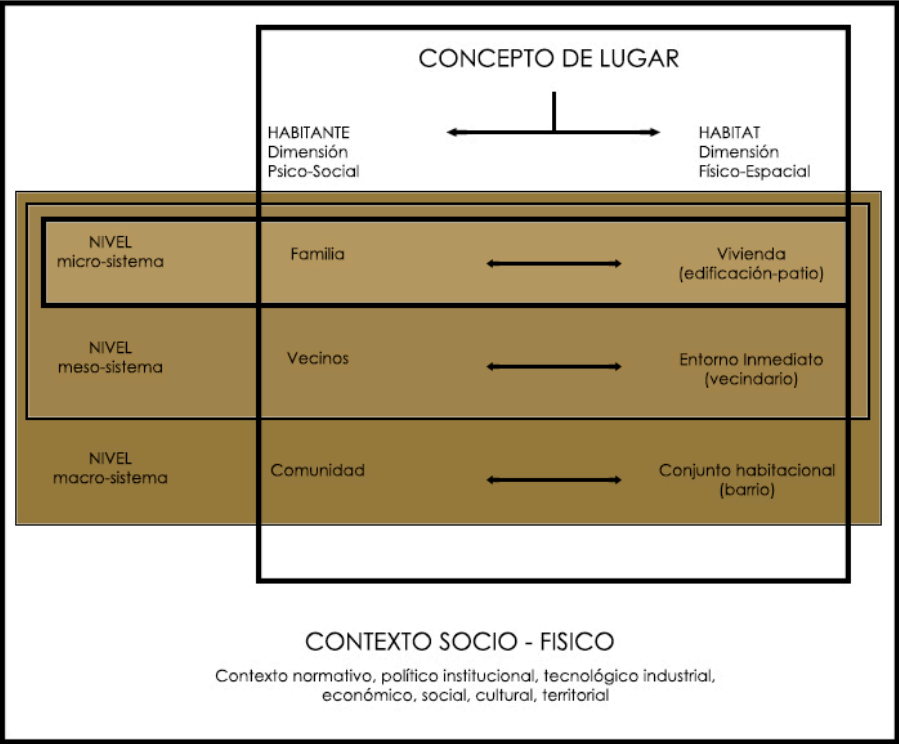 CONCEPTO DE LUGAR
HABITANTE
Dimensión
Psico-Social
HABITAT
Dimensión
Físico-Espacial
NIVEL
micro-sistema
Familia
Vivienda
(edificación-patio)
NIVEL
meso-sistema
Vecinos
Entorno Inmediato
(vecindario)
NIVEL
macro-sistema
Comunidad
Conjunto habitacional
(barrio)
CONTEXTO SOCIO - FISICO
Contexto normativo, político institucional, tecnológico industrial,
económico, social, cultural, territorial